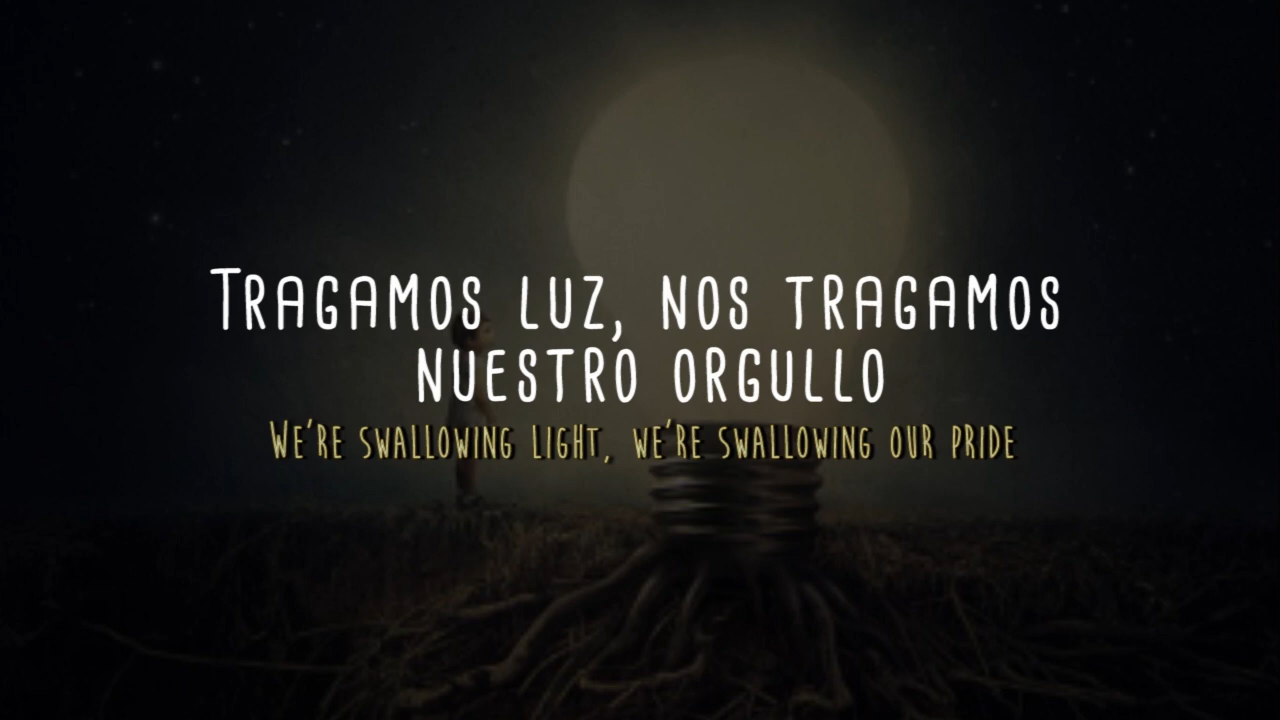 Tragamos luz, nos tragamos
nuestro orgullo
We're swallowing light, we're swallowing our pride